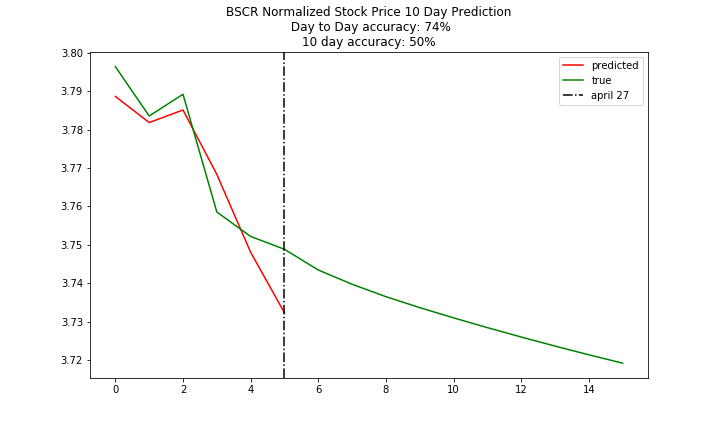 BSCR Normalized Stock Price 10 Day Prediction
Day to Day accuracy: 74%
10 day accuracy: 50%
predicted
true
april 27
3.80
3.79
3.78
3.77
3.76
3.75
3.74
3.73
3.72
0 2 4 6 8 10 12 14